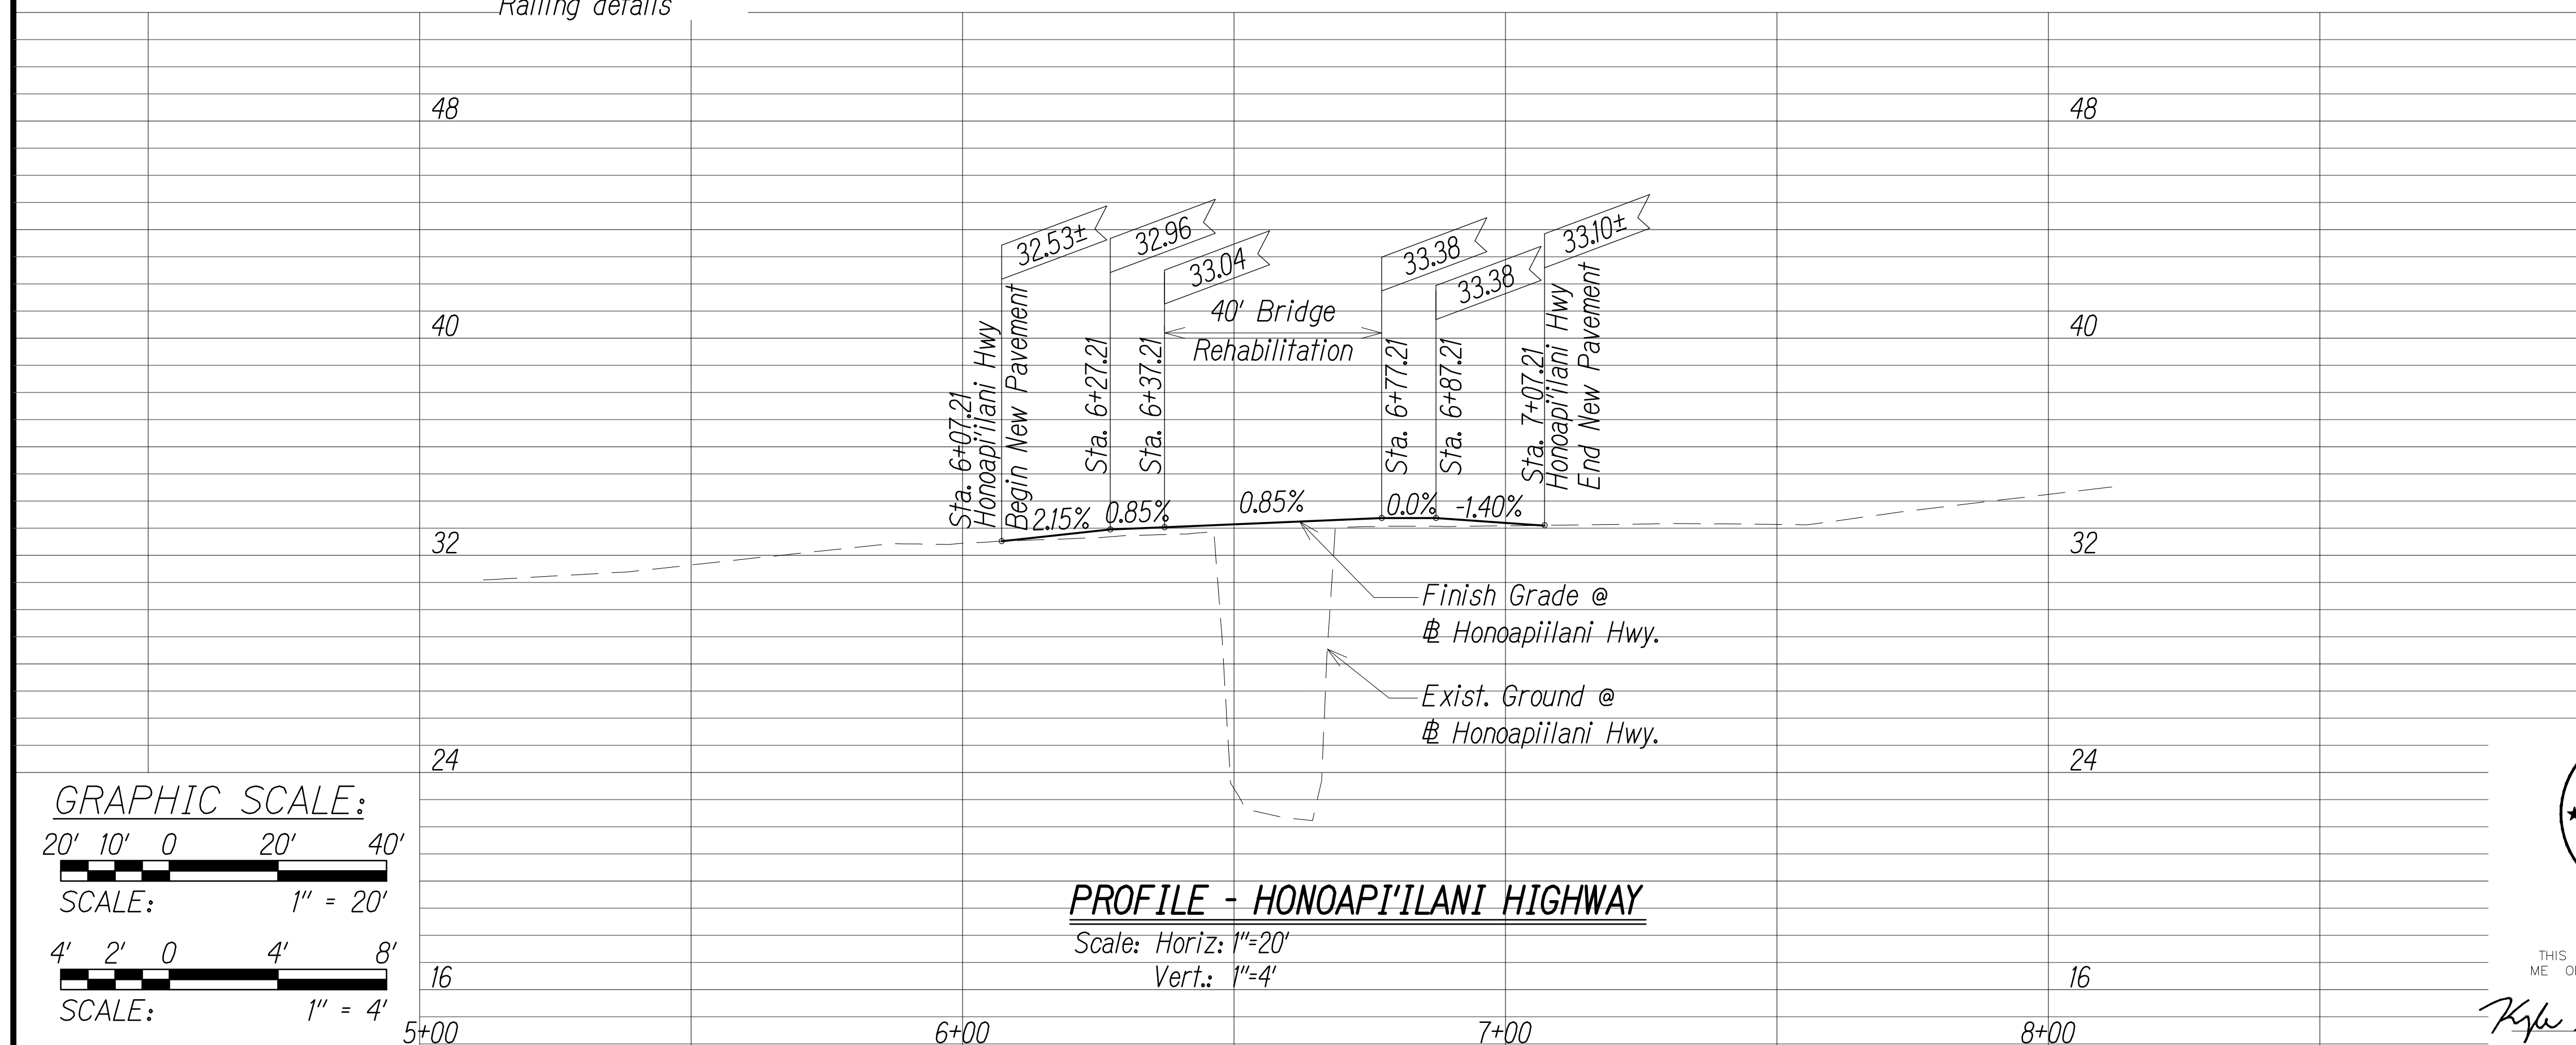 Railing details
48
48
32.53±
32.96
33.04
33.38
33.38
33.10±
40
40
40' Bridge
Rehabilitation
Sta. 6+07.21
Honoapi'ilani Hwy
Begin New Pavement
Sta. 6+27.21
Sta. 6+37.21
Sta. 6+77.21
Sta. 6+87.21
Sta. 7+07.21
Honoapi'ilani Hwy
End New Pavement
2.15%
0.85%
0.85%
0.0%
-1.40%
32
32
Finish Grade @
℄ Honoapiilani Hwy.
Exist. Ground @
℄ Honoapiilani Hwy.
24
24
GRAPHIC SCALE:
20' 10' 0 20' 40'
SCALE: 1" = 20'
4' 2' 0 4' 8'
SCALE: 1" = 4'
PROFILE - HONOAPI'ILANI HIGHWAY
Scale: Horiz: 1"=20'
Vert.: 1"=4'
16
16
THIS
ME
Kyle
5+00
6+00
7+00
8+00